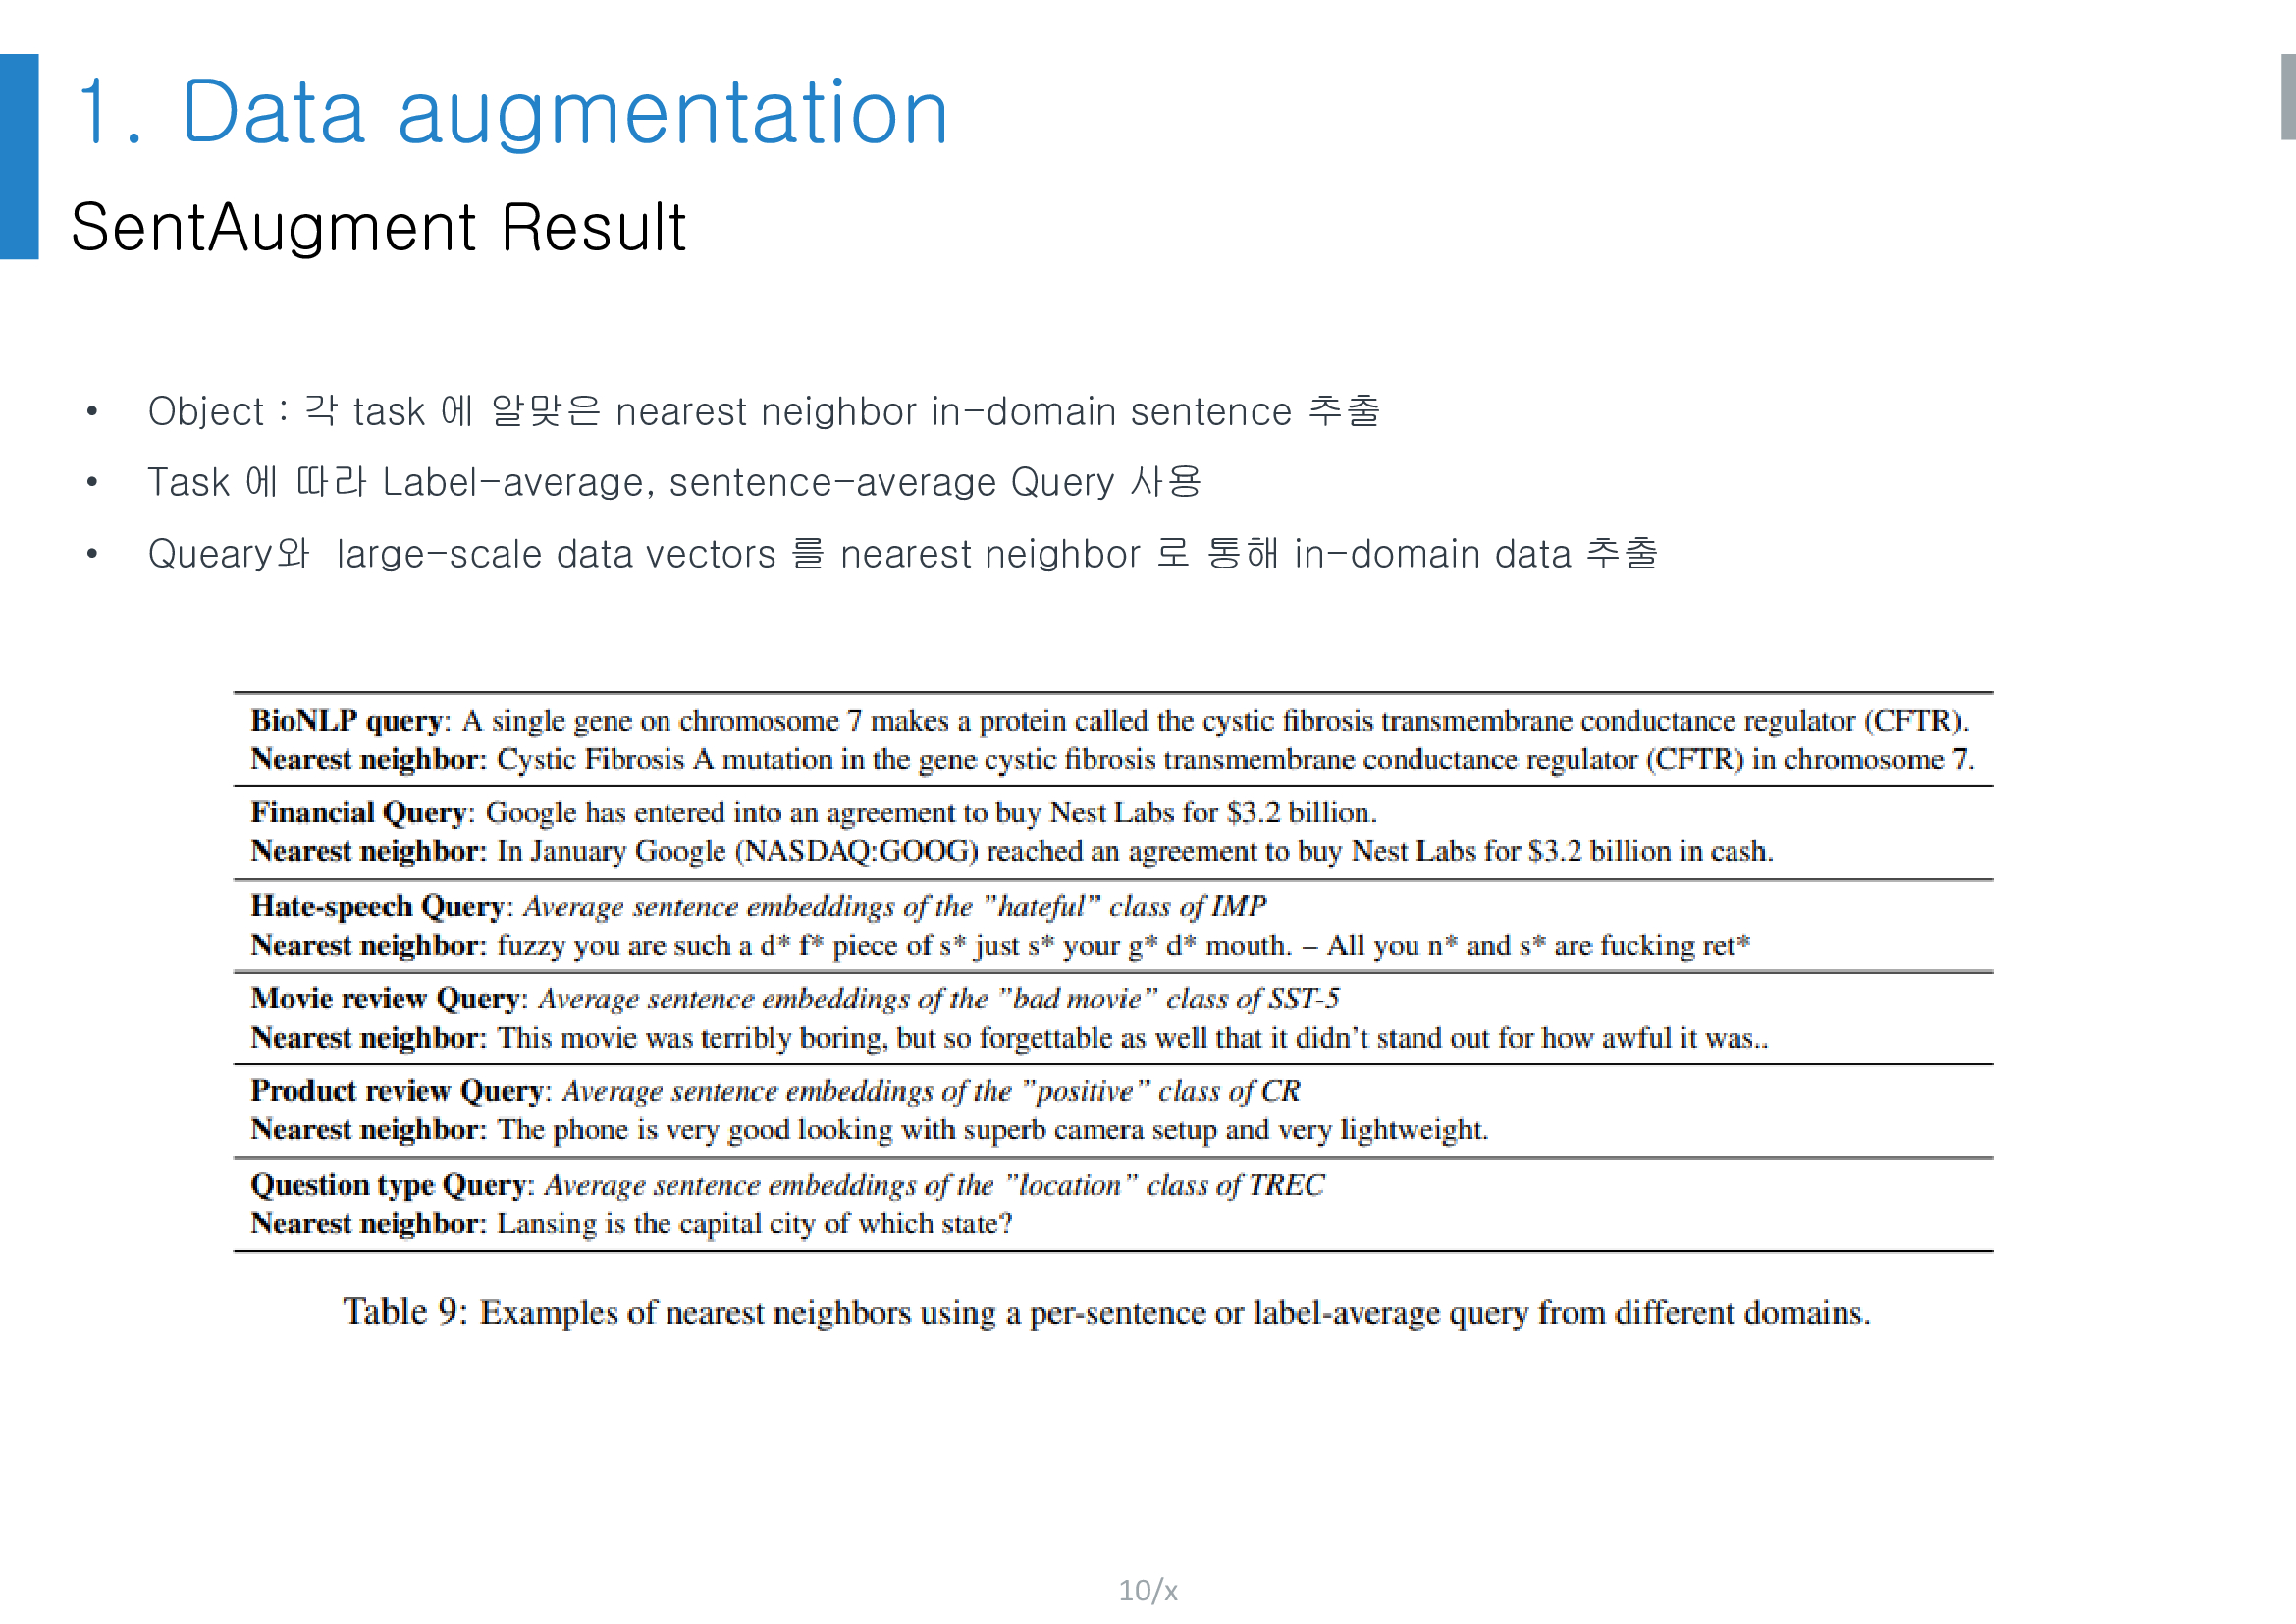 1. Data augmentation
SentAugment Result
• Object : 각 task 에 알맞은 nearest neighbor in-domain sentence 추출
• Task 에 따라 Label-average, sentence-average Query 사용
• Queary와 large-scale data vectors 를 nearest neighbor 로 통해 in-domain data 추출
BioNLP query: A single gene on chromosome 7 makes a protein called the cystic fibrosis transmembrane conductance regulator (CFTR).
Nearest neighbor: Cystic Fibrosis A mutation in the gene cystic fibrosis transmembrane conductance regulator (CFTR) in chromosome 7.
Financial Query: Google has entered into an agreement to buy Nest Labs for $3.2 billion.
Nearest neighbor: In January Google (NASDAQ:GOOG) reached an agreement to buy Nest Labs for $3.2 billion in cash.
Hate-speech Query: Average sentence embeddings of the ”hateful” class of IMP
Nearest neighbor: fuzzy you are such a d* f* piece of s* just s* your g* d* mouth. – All you n* and s* are fucking ret*
Movie review Query: Average sentence embeddings of the ”bad movie” class of SST-5
Nearest neighbor: This movie was terribly boring, but so forgettable as well that it didn’t stand out for how awful it was..
Product review Query: Average sentence embeddings of the ”positive” class of CR
Nearest neighbor: The phone is very good looking with superb camera setup and very lightweight.
Question type Query: Average sentence embeddings of the ”location” class of TREC
Nearest neighbor: Lansing is the capital city of which state?
Table 9: Examples of nearest neighbors using a per-sentence or label-average query from different domains.
10/x